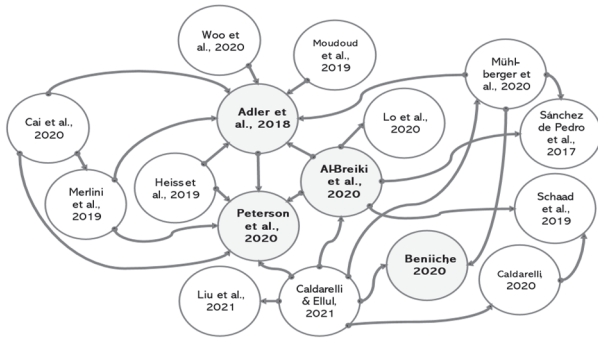 Woo et
al., 2020
Moudoud
et al.,
2019
Mühl-
berger et
al., 2020
Adler et
al., 2018
Cai et al.,
2020
Lo et al.,
2020
Sánchez
de Pedro
et al.,
2017
Al-Breiki
et al.,
2020
Heiss et
al., 2019
Merlini
et al.,
2019
Schaad
et al.,
2019
Peterson
et al.,
2020
Beniiche
2020
Caldarelli,
2020
Liu et al.,
2021
Caldarelli
& Ellul,
2021